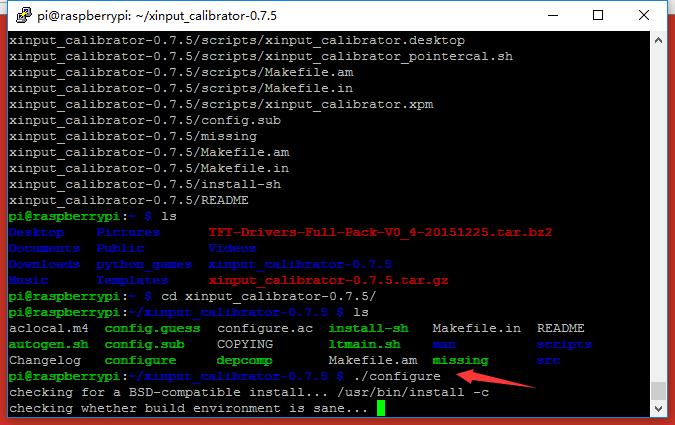 pi@raspberrypi: ~/xinput_calibrator-0.7.5
xinput_calibrator-0.7.5/scripts/xinput_calibrator.desktop
xinput_calibrator-0.7.5/scripts/xinput_calibrator_pointercal.sh
xinput_calibrator-0.7.5/scripts/Makefile.am
xinput_calibrator-0.7.5/scripts/Makefile.in
xinput_calibrator-0.7.5/scripts/xinput_calibrator.xpm
xinput_calibrator-0.7.5/config.sub
xinput_calibrator-0.7.5/missing
xinput_calibrator-0.7.5/Makefile.am
xinput_calibrator-0.7.5/Makefile.in
xinput_calibrator-0.7.5/install-sh
xinput_calibrator-0.7.5/README
pi@raspberrypi:~ $ ls
Desktop Pictures TFT-Drivers-Full-Pack-V0_4-20151225.tar.bz2
Documents Public Videos
Downloads python_games xinput_calibrator-0.7.5
Music Templates xinput_calibrator-0.7.5.tar.gz
pi@raspberrypi:~ $ cd xinput_calibrator-0.7.5/
pi@raspberrypi:~/xinput_calibrator-0.7.5 $ ls
aclocal.m4 config.guess configure.ac install-sh Makefile.in README
autogen.sh config.sub COPYING ltmain.sh man scripts
Changelog configure depcomp Makefile.am missing src
pi@raspberrypi:~/xinput_calibrator-0.7.5 $ ./configure
checking for a BSD-compatible install... /usr/bin/install -c
checking whether build environment is sane...